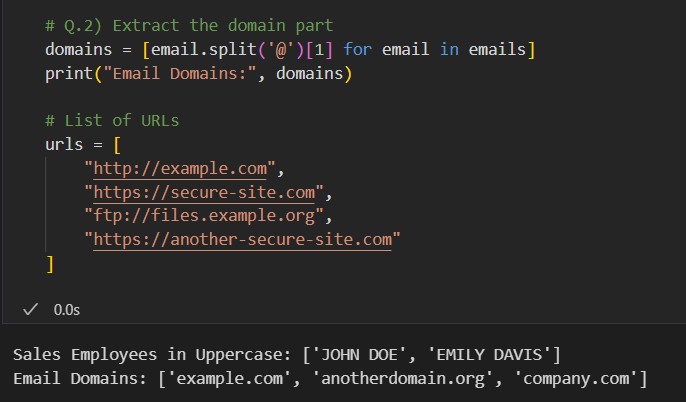 # Q.2) Extract the domain part
domains = [email.split('@')[1] for email in emails]
print("Email Domains:", domains)
# List of URLs
urls = [
"http://example.com",
"https://secure-site.com",
"ftp://files.example.org",
"https://another-secure-site.com"
]
0.0s
Sales Employees in Uppercase: ['JOHN DOE', 'EMILY DAVIS']
Email Domains: ['example.com', 'anotherdomain.org', 'company.com']